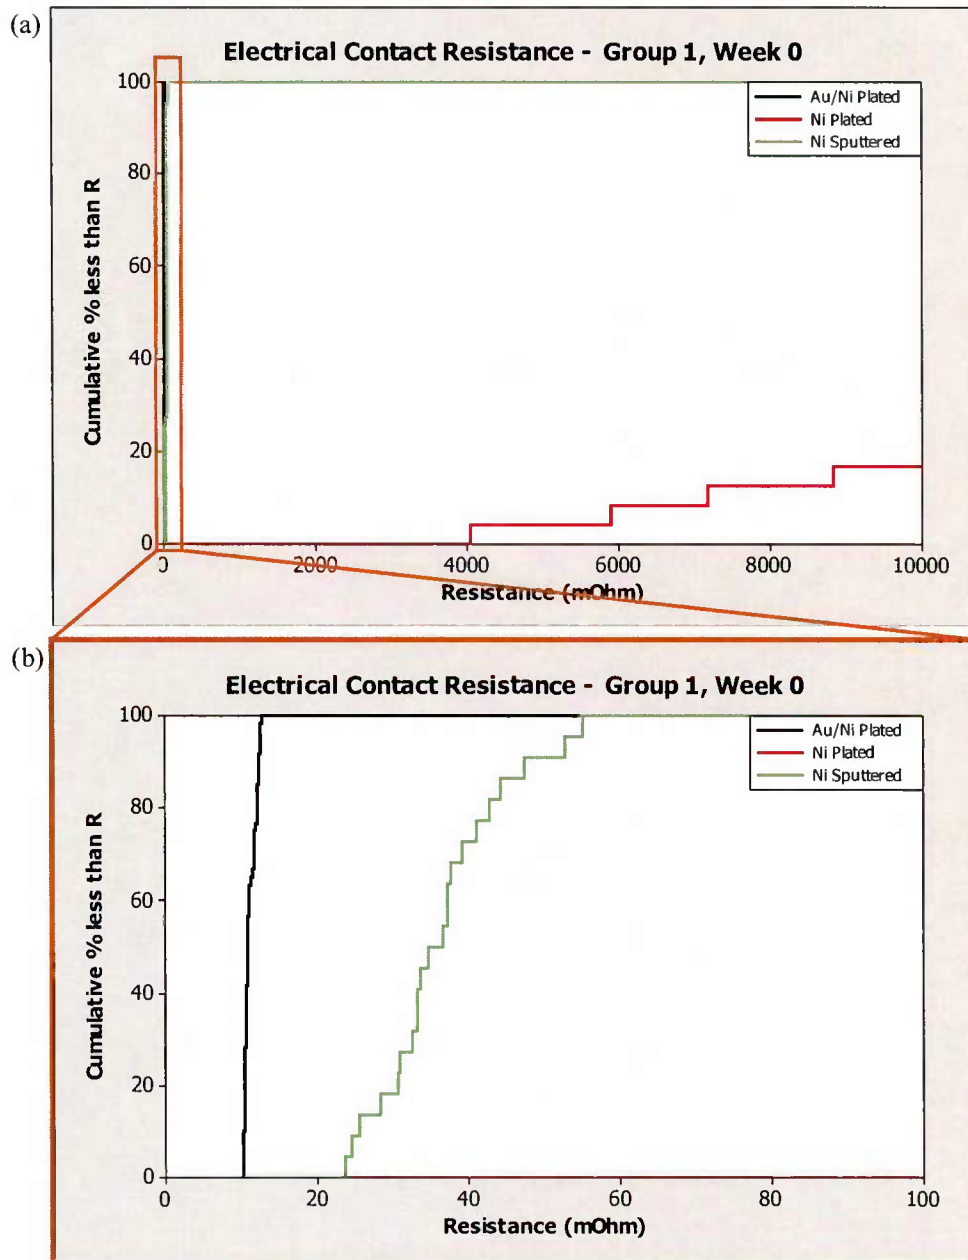 (a)
Electrical Contact Resistance - Group 1, Week 0
100
80
60
40
20
0
Cumulative % less than R
Au/Ni Plated
Ni Plated
Ni Sputtered
0 2000 4000 6000 8000 10000
Resistance (mOhm)
(b)
Electrical Contact Resistance - Group 1, Week 0
100
80
60
40
20
0
Cumulative % less than R
Au/Ni Plated
Ni Plated
Ni Sputtered
0 20 40 60 80 100
Resistance (mOhm)